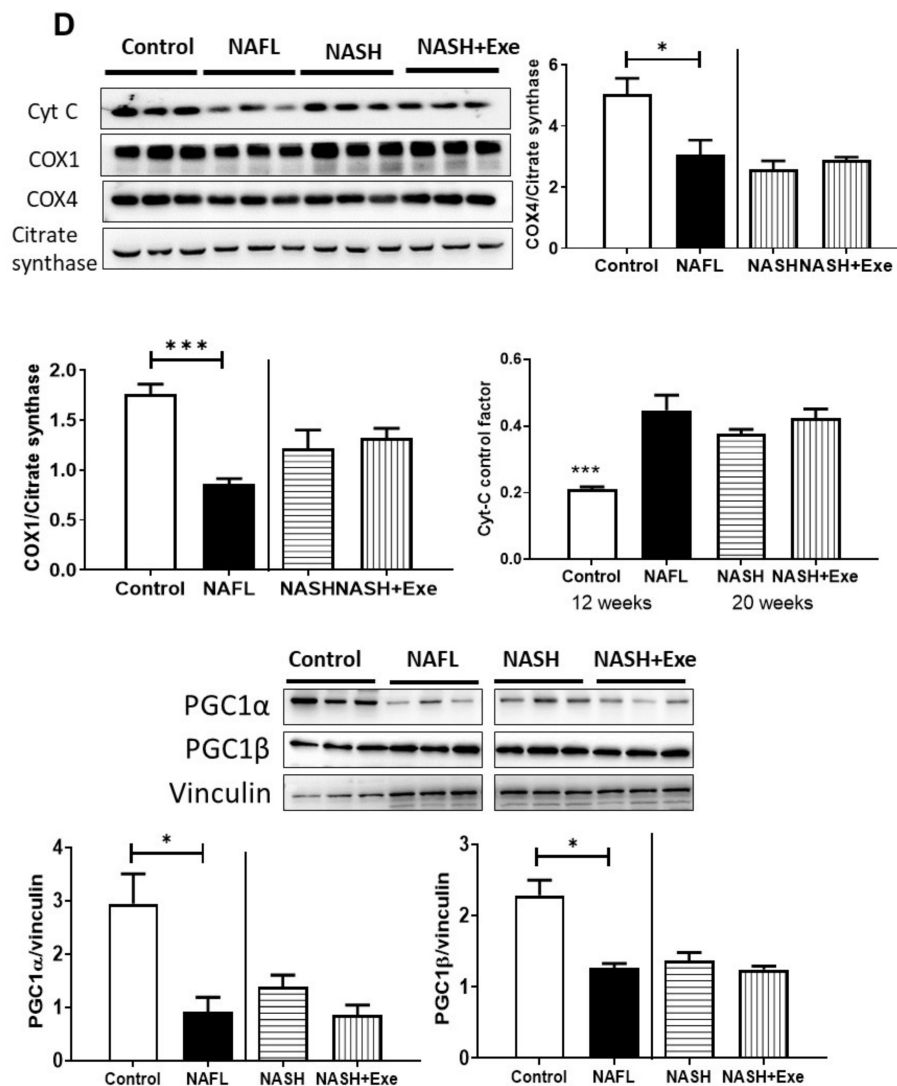 D
Control NAFL NASH NASH+Exe
Cyt C
COX1
COX4
Citrate
synthase
COX4/Citrate synthase
6
4
2
0
*
Control NAFL NASH NASH+Exe
COX1/Citrate synthase
2.0
1.5
1.0
0.5
0.0
***
Control NAFL NASH NASH+Exe
Cyt-C control factor
0.6
0.4
0.2
0.0
***
Control NAFL NASH NASH+Exe
12 weeks 20 weeks
Control NAFL NASH NASH+Exe
PGC1α
PGC1β
Vinculin
PGC1α/vinculin
4
3
2
1
0
*
Control NAFL NASH NASH+Exe
PGC1β/vinculin
3
2
1
0
*
Control NAFL NASH NASH+Exe